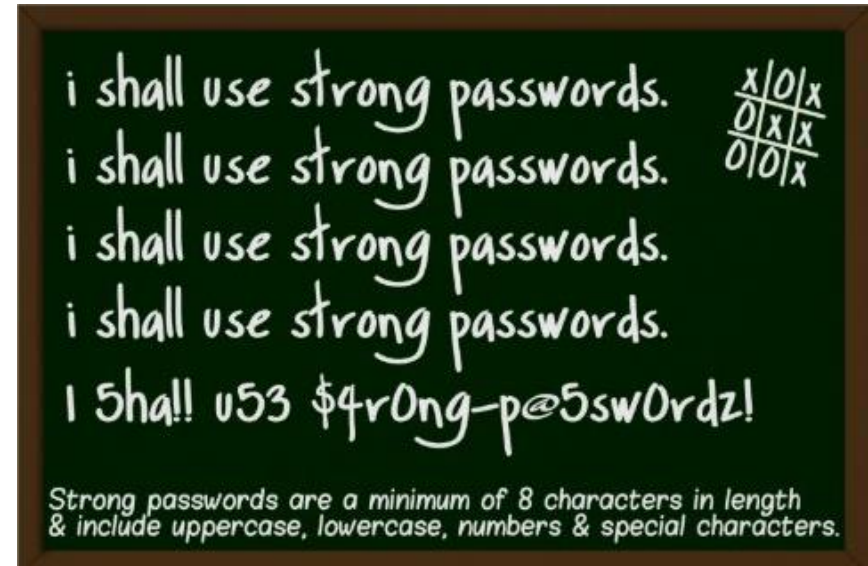 i shall use strong passwords.
i shall use strong passwords.
i shall use strong passwords.
i shall use strong passwords.
I 5ha!! u53 $4r0ng-p@5sw0rdz!
X|O|X
O|X|X
O|O|X
Strong passwords are a minimum of 8 characters in length
& include uppercase, lowercase, numbers & special characters.